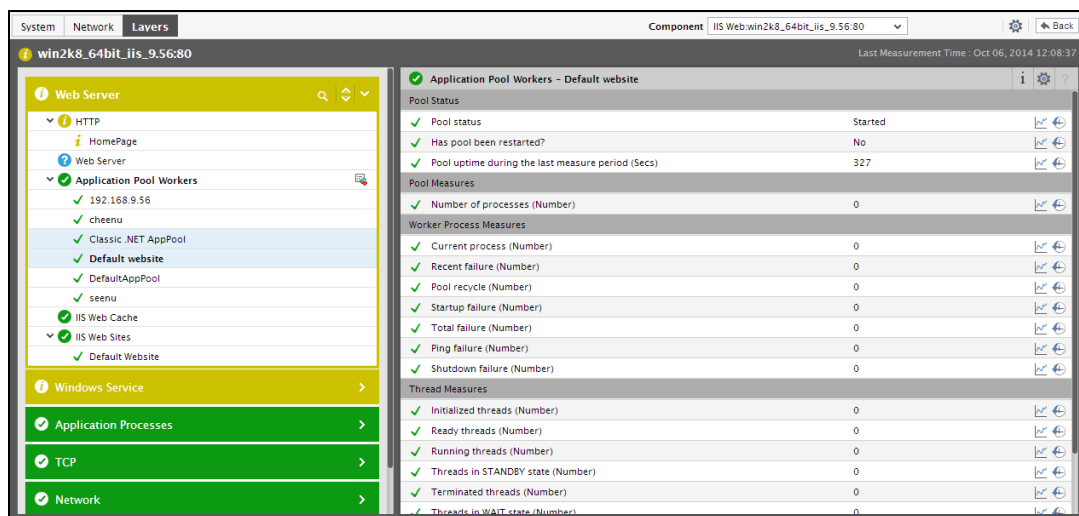 System Network Layers Component IIS Web:win2k8_64bit_iis_9.56:80 Back
win2k8_64bit_iis_9.56:80 Last Measurement Time : Oct 06, 2014 12:08:37
Web Server
HTTP
HomePage
Web Server
Application Pool Workers
192.168.9.56
cheenu
Classic .NET AppPool
Default website
DefaultAppPool
seenu
IIS Web Cache
IIS Web Sites
Default Website
Windows Service
Application Processes
TCP
Network
Application Pool Workers - Default website
Pool Status
Pool status Started
Has pool been restarted? No
Pool uptime during the last measure period (Secs) 327
Pool Measures
Number of processes (Number) 0
Worker Process Measures
Current process (Number) 0
Recent failure (Number) 0
Pool recycle (Number) 0
Startup failure (Number) 0
Total failure (Number) 0
Ping failure (Number) 0
Shutdown failure (Number) 0
Thread Measures
Initialized threads (Number) 0
Ready threads (Number) 0
Running threads (Number) 0
Threads in STANDBY state (Number) 0
Terminated threads (Number) 0
Threads in WAIT state (Number) 0